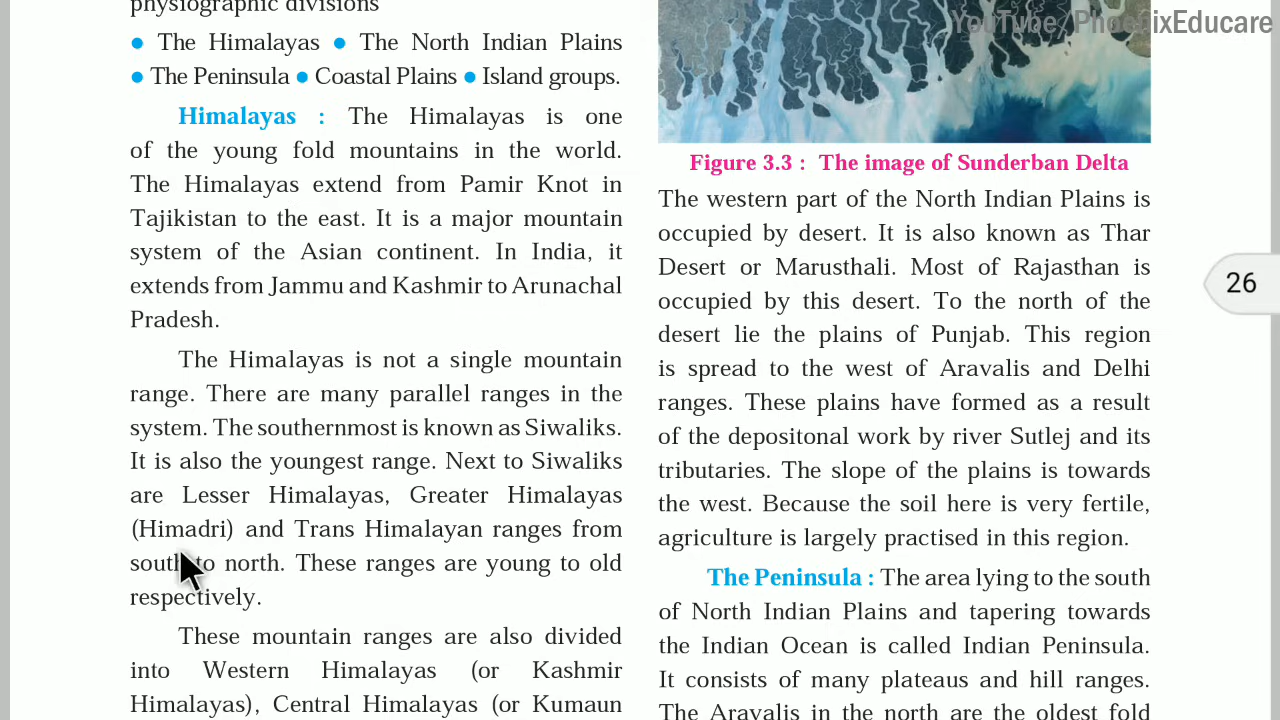 physiographic divisions
● The Himalayas ● The North Indian Plains
● The Peninsula ● Coastal Plains ● Island groups.
Himalayas : The Himalayas is one
of the young fold mountains in the world.
The Himalayas extend from Pamir Knot in
Tajikistan to the east. It is a major mountain
system of the Asian continent. In India, it
extends from Jammu and Kashmir to Arunachal
Pradesh.
The Himalayas is not a single mountain
range. There are many parallel ranges in the
system. The southernmost is known as Siwaliks.
It is also the youngest range. Next to Siwaliks
are Lesser Himalayas, Greater Himalayas
(Himadri) and Trans Himalayan ranges from
south to north. These ranges are young to old
respectively.
These mountain ranges are also divided
into Western Himalayas (or Kashmir
Himalayas), Central Himalayas (or Kumaun
YouTube/PhoenixEducare
Figure 3.3 : The image of Sunderban Delta
The western part of the North Indian Plains is
occupied by desert. It is also known as Thar
Desert or Marusthali. Most of Rajasthan is
occupied by this desert. To the north of the
desert lie the plains of Punjab. This region
is spread to the west of Aravalis and Delhi
ranges. These plains have formed as a result
of the depositonal work by river Sutlej and its
tributaries. The slope of the plains is towards
the west. Because the soil here is very fertile,
agriculture is largely practised in this region.
The Peninsula : The area lying to the south
of North Indian Plains and tapering towards
the Indian Ocean is called Indian Peninsula.
It consists of many plateaus and hill ranges.
The Aravalis in the north are the oldest fold
26